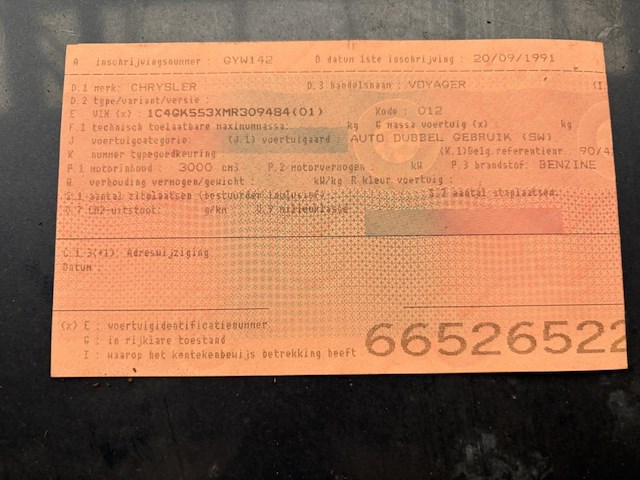 A inschrijvingsnummer : GYW142 B datum 1ste inschrijving : 20/09/1991
D.1 merk: CHRYSLER D.3 handelsnaam : VOYAGER (I.
D.2 type/variant/versie :
E VIN (x) : 1C4GK553XMR309484(01) Kode : 012
F.1 technisch toelaatbare maximummassa: kg G massa voertuig (x) : kg
J voertuigcategorie: (J.1) voertuigaard : AUTO DUBBEL GEBRUIK (SW)
K nummer typegoedkeuring (K.1)Belg.referentienr. 90/4
P.1 motorinhoud : 3000 cm3 P.2 motorvermogen : kW P.3 brandstof: BENZINE
Q verhouding vermogen/gewicht : kW/kg R kleur voertuig :
S.1 aantal zitplaatsen (bestuurder inclusief): S.2 aantal staplaatsen:
V.7 CO2-uitstoot: g/km V.9 milieuklasse
C.1.3(+1): Adreswijziging
Datum :
(x) E : voertuigidentificatienummer
G : in rijklare toestand
I : waarop het kentekenbewijs betrekking heeft
66526522